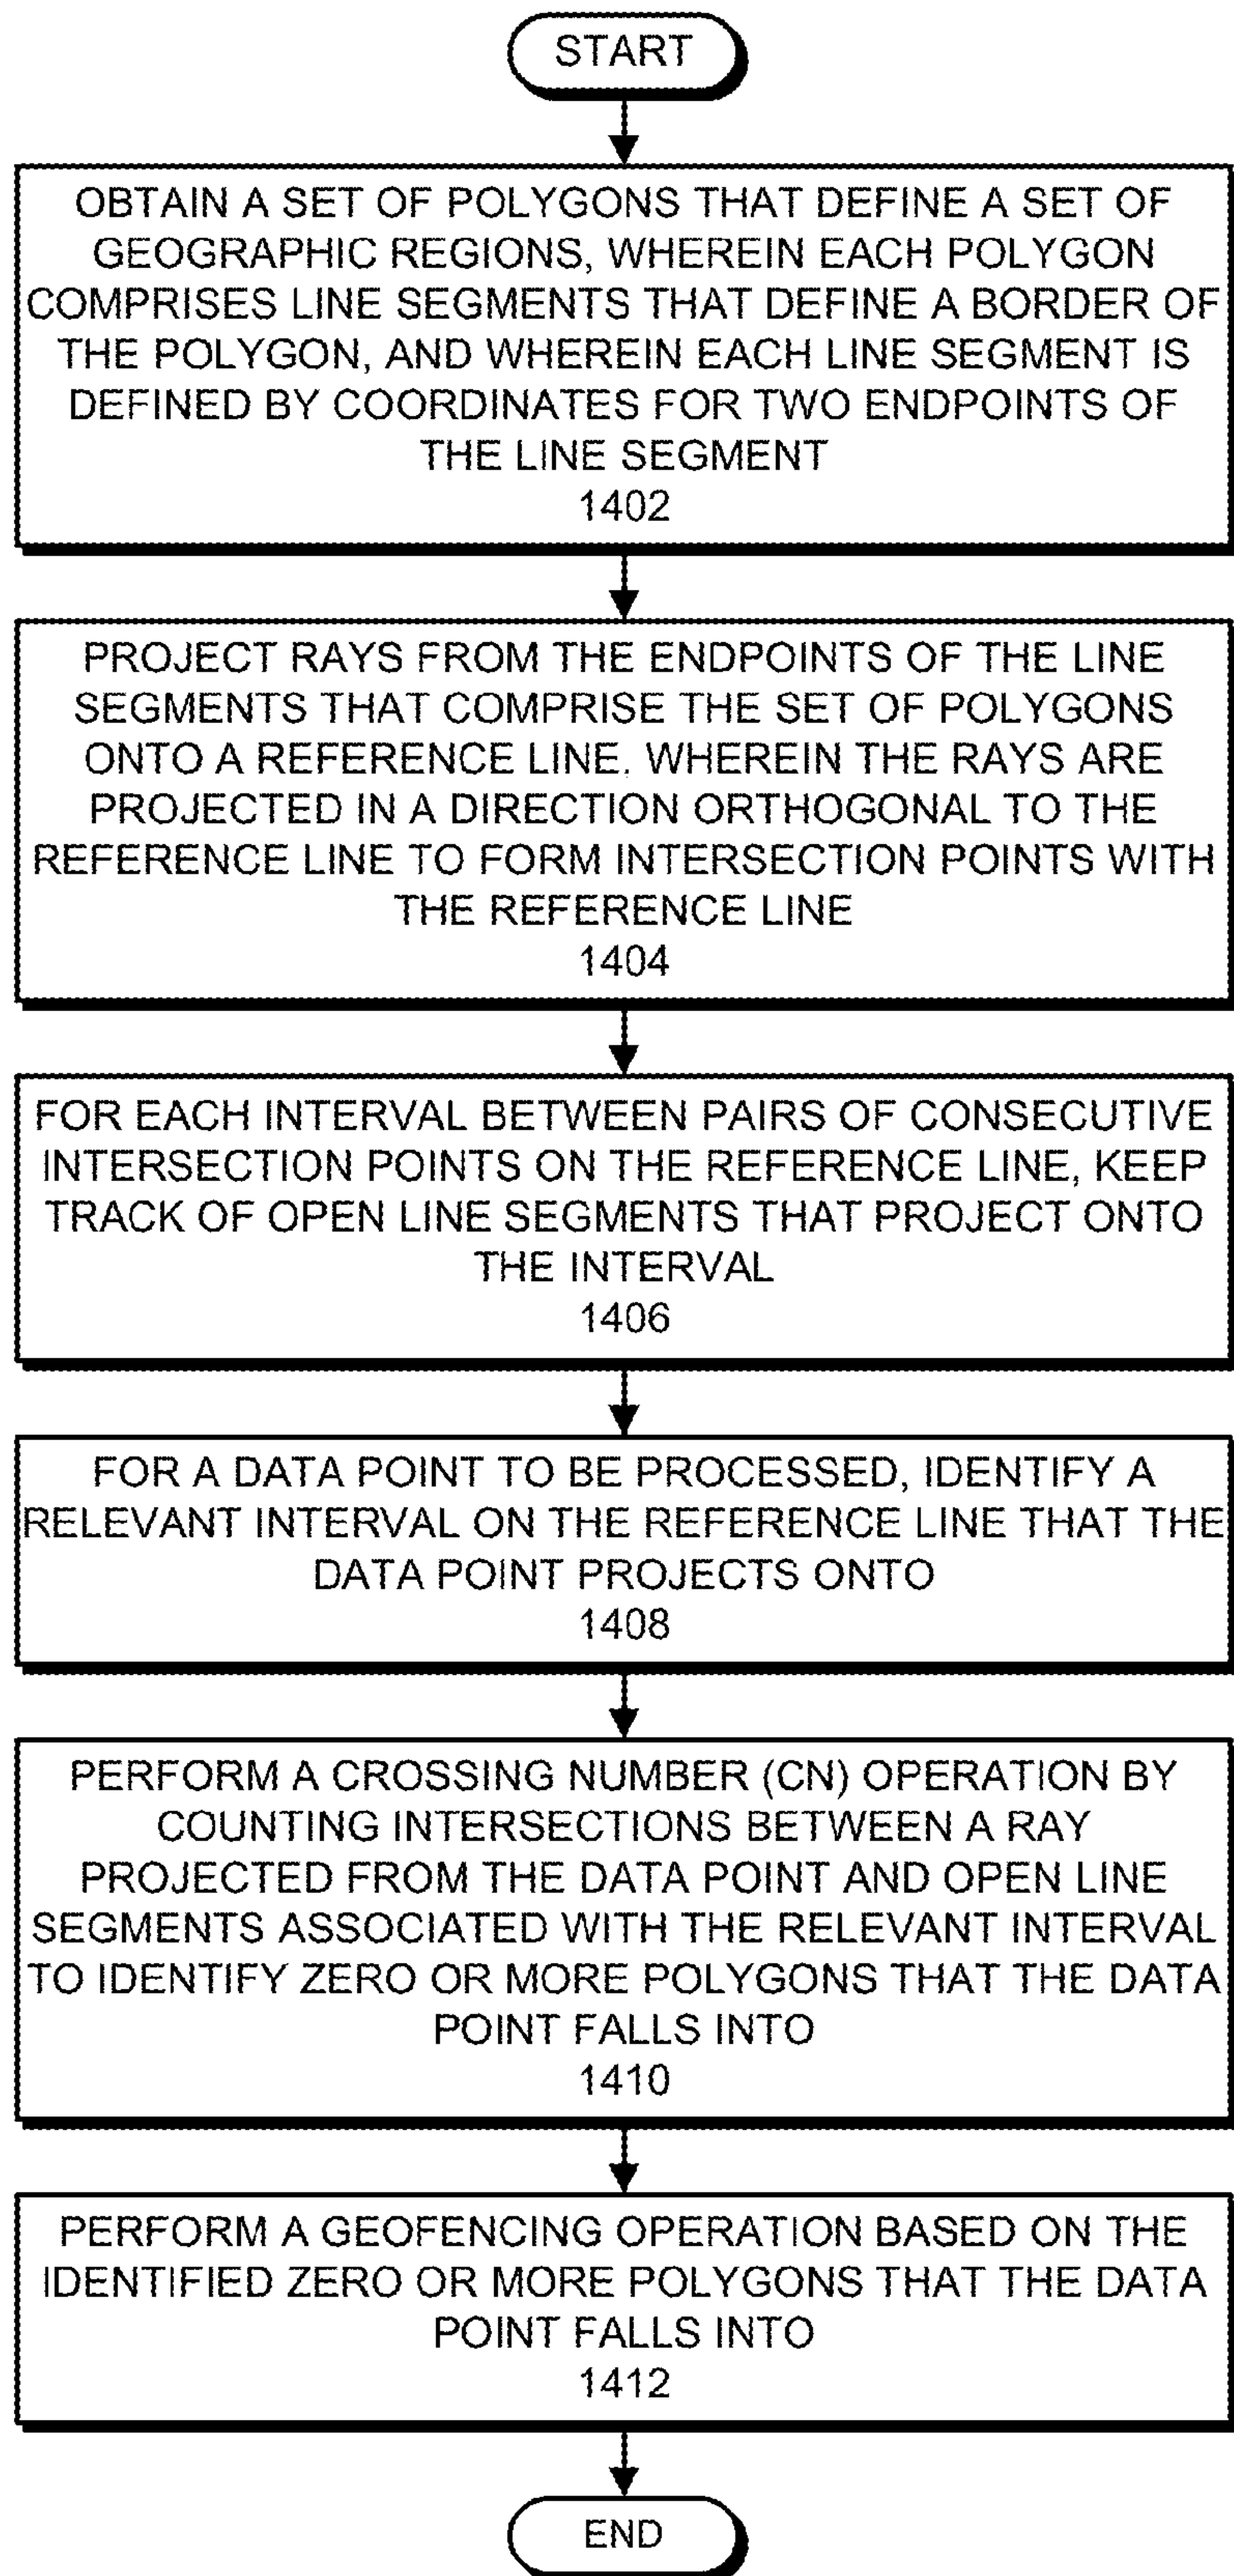 START
OBTAIN A SET OF POLYGONS THAT DEFINE A SET OF
GEOGRAPHIC REGIONS, WHEREIN EACH POLYGON
COMPRISES LINE SEGMENTS THAT DEFINE A BORDER OF
THE POLYGON, AND WHEREIN EACH LINE SEGMENT IS
DEFINED BY COORDINATES FOR TWO ENDPOINTS OF
THE LINE SEGMENT
1402
PROJECT RAYS FROM THE ENDPOINTS OF THE LINE
SEGMENTS THAT COMPRISE THE SET OF POLYGONS
ONTO A REFERENCE LINE, WHEREIN THE RAYS ARE
PROJECTED IN A DIRECTION ORTHOGONAL TO THE
REFERENCE LINE TO FORM INTERSECTION POINTS WITH
THE REFERENCE LINE
1404
FOR EACH INTERVAL BETWEEN PAIRS OF CONSECUTIVE
INTERSECTION POINTS ON THE REFERENCE LINE, KEEP
TRACK OF OPEN LINE SEGMENTS THAT PROJECT ONTO
THE INTERVAL
1406
FOR A DATA POINT TO BE PROCESSED, IDENTIFY A
RELEVANT INTERVAL ON THE REFERENCE LINE THAT THE
DATA POINT PROJECTS ONTO
1408
PERFORM A CROSSING NUMBER (CN) OPERATION BY
COUNTING INTERSECTIONS BETWEEN A RAY
PROJECTED FROM THE DATA POINT AND OPEN LINE
SEGMENTS ASSOCIATED WITH THE RELEVANT INTERVAL
TO IDENTIFY ZERO OR MORE POLYGONS THAT THE DATA
POINT FALLS INTO
1410
PERFORM A GEOFENCING OPERATION BASED ON THE
IDENTIFIED ZERO OR MORE POLYGONS THAT THE DATA
POINT FALLS INTO
1412
END